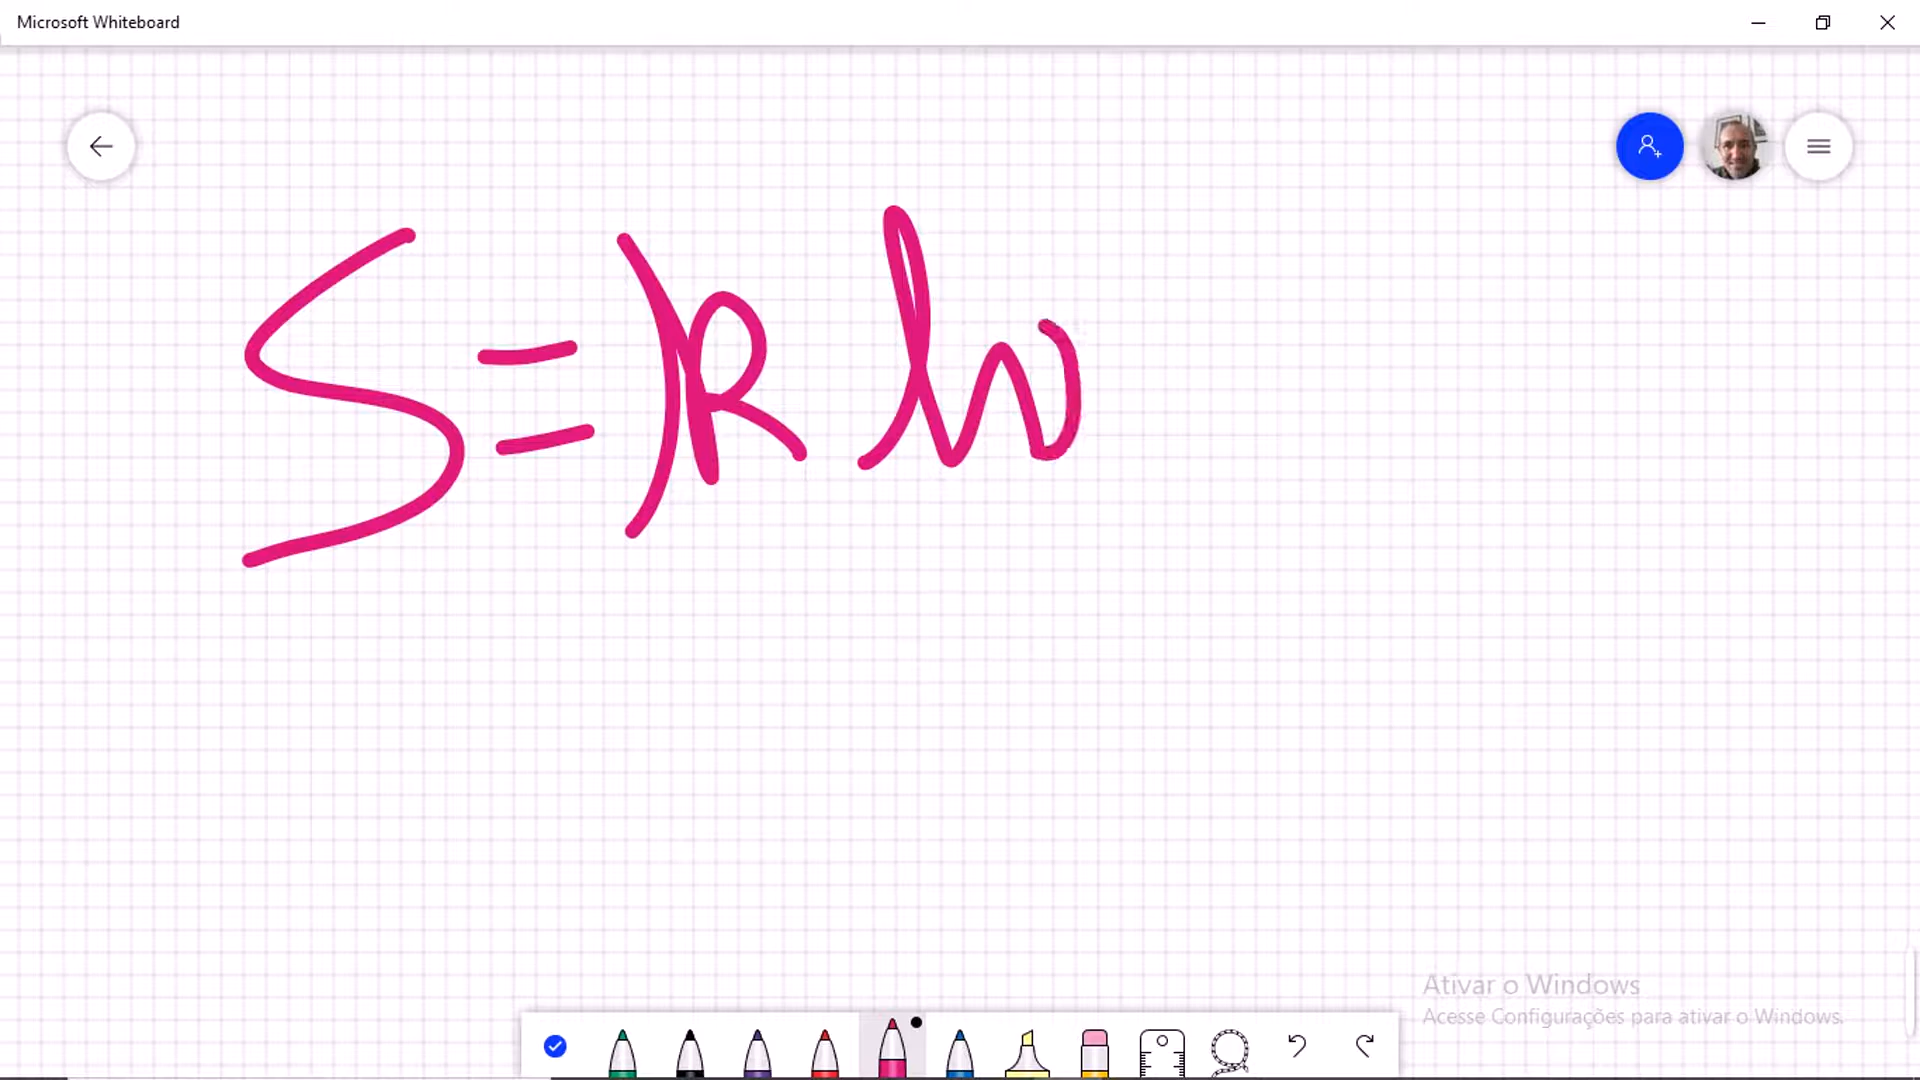 Microsoft Whiteboard
S = k ln
Ativar o Windows
Acesse Configurações para ativar o Windows.